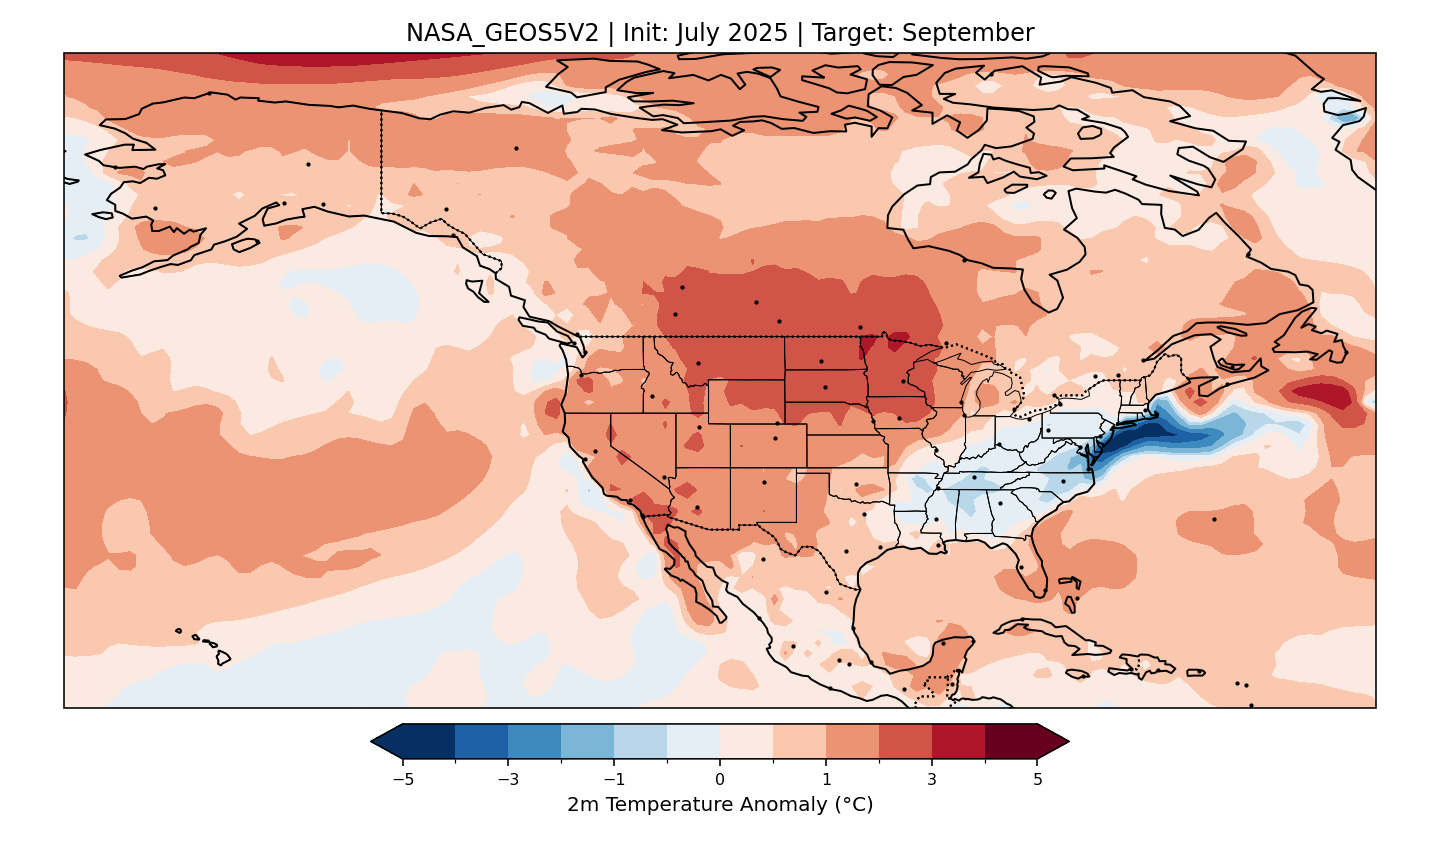 NASA_GEOS5V2 | Init: July 2025 | Target: September
−5 −3 −1 0 1 3 5
2m Temperature Anomaly (°C)